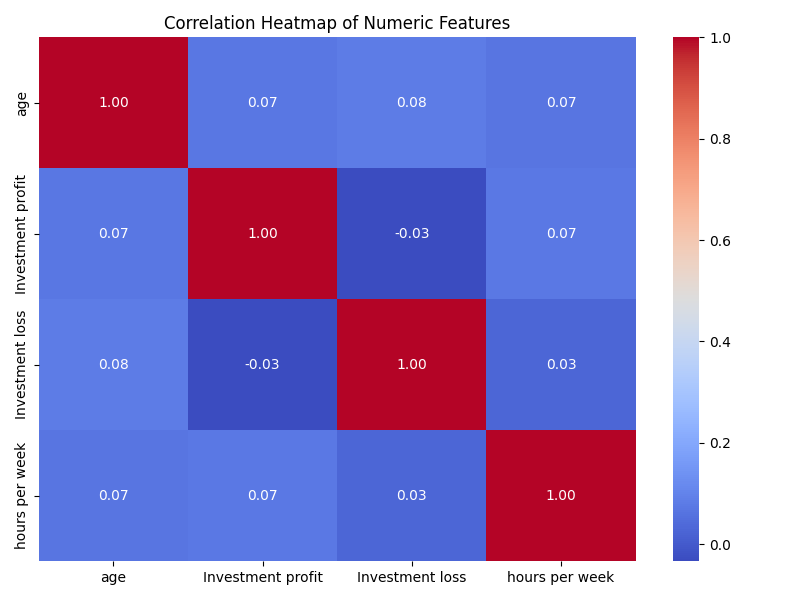 Correlation Heatmap of Numeric Features
age
1.00
0.07
0.08
0.07
Investment profit
0.07
1.00
-0.03
0.07
Investment loss
0.08
-0.03
1.00
0.03
hours per week
0.07
0.07
0.03
1.00
age
Investment profit
Investment loss
hours per week
1.0
0.8
0.6
0.4
0.2
0.0